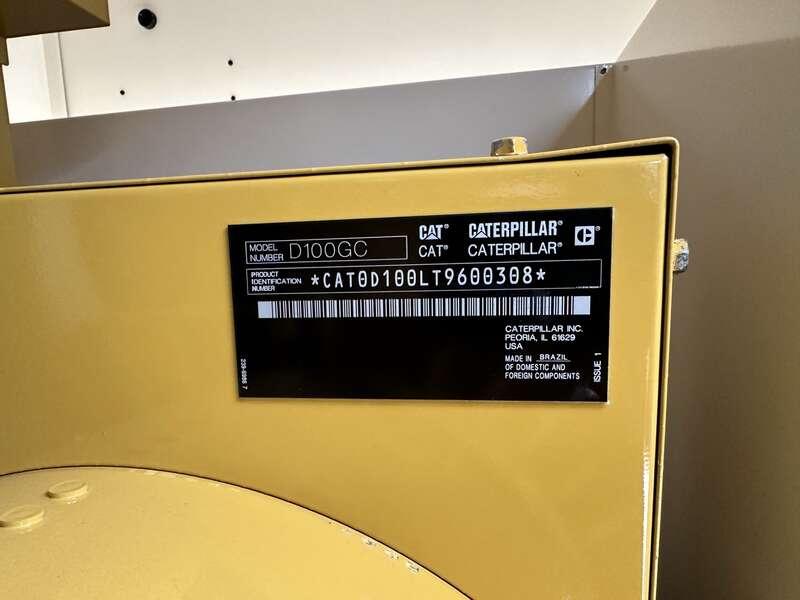 MODEL NUMBER D100GC
CAT® CATERPILLAR®
CAT® CATERPILLAR®
PRODUCT IDENTIFICATION NUMBER *CAT0D100LT9600308*
CATERPILLAR INC.
PEORIA, IL 61629
USA
MADE IN BRAZIL
OF DOMESTIC AND
FOREIGN COMPONENTS
ISSUE 1